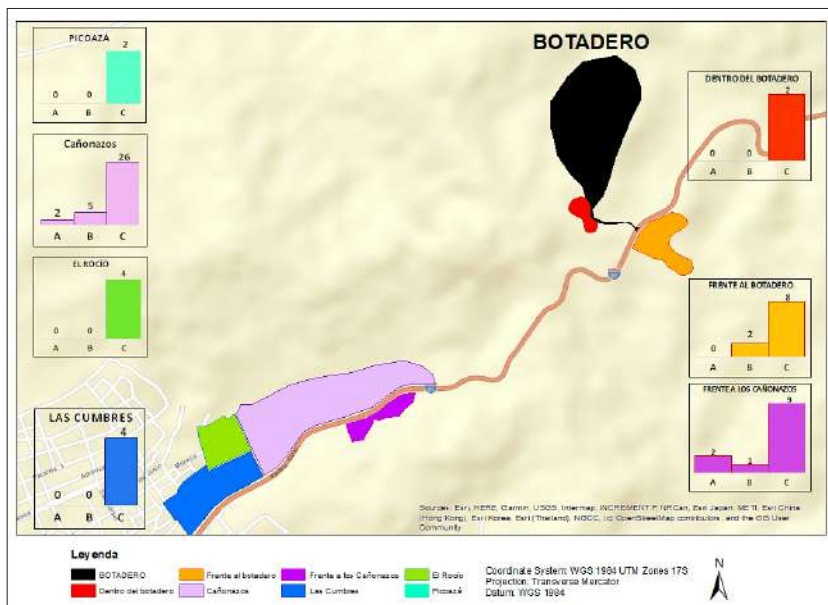 PICOAZÁ
2
0 0
A B C
Cañonazos
26
2 5
A B C
EL ROCÍO
4
0 0
A B C
LAS CUMBRES
4
0 0
A B C
BOTADERO
DENTRO DEL BOTADERO
2
0 0
A B C
FRENTE AL BOTADERO
8
2
0
A B C
FRENTE A LOS CAÑONAZOS
9
2
1
A B C
Sources: Esri, HERE, Garmin, USGS, Intermap, INCREMENT P, NRCan, Esri Japan, METI, Esri China
(Hong Kong), Esri Korea, Esri (Thailand), NGCC, (c) OpenStreetMap contributors, and the GIS User
Community
Leyenda
BOTADERO Frente al botadero Frente a los Cañonazos El Rocío
Dentro del botadero Cañonazos Las Cumbres Picoazá
Coordinate System: WGS 1984 UTM Zones 17S
Projection: Transverse Mercator
Datum: WGS 1984
N